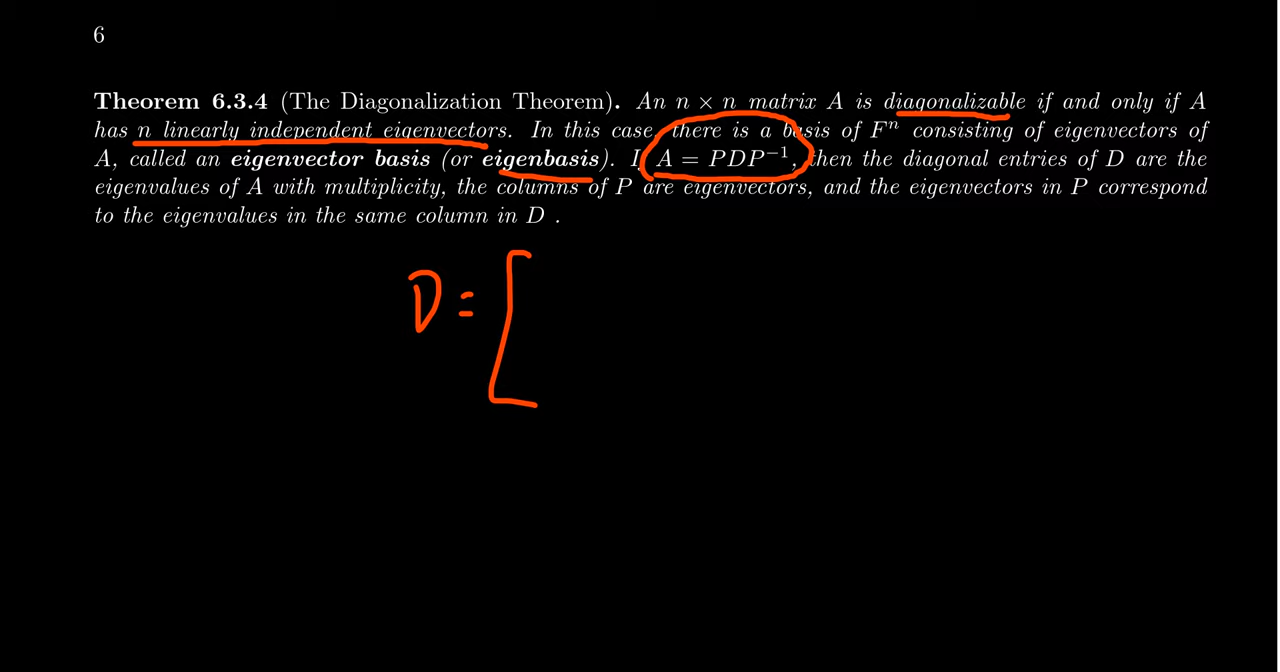 6
Theorem 6.3.4 (The Diagonalization Theorem). An n × n matrix A is diagonalizable if and only if A
has n linearly independent eigenvectors. In this case, there is a basis of Fⁿ consisting of eigenvectors of
A, called an eigenvector basis (or eigenbasis). If A = PDP⁻¹, then the diagonal entries of D are the
eigenvalues of A with multiplicity, the columns of P are eigenvectors, and the eigenvectors in P correspond
to the eigenvalues in the same column in D .
D = [